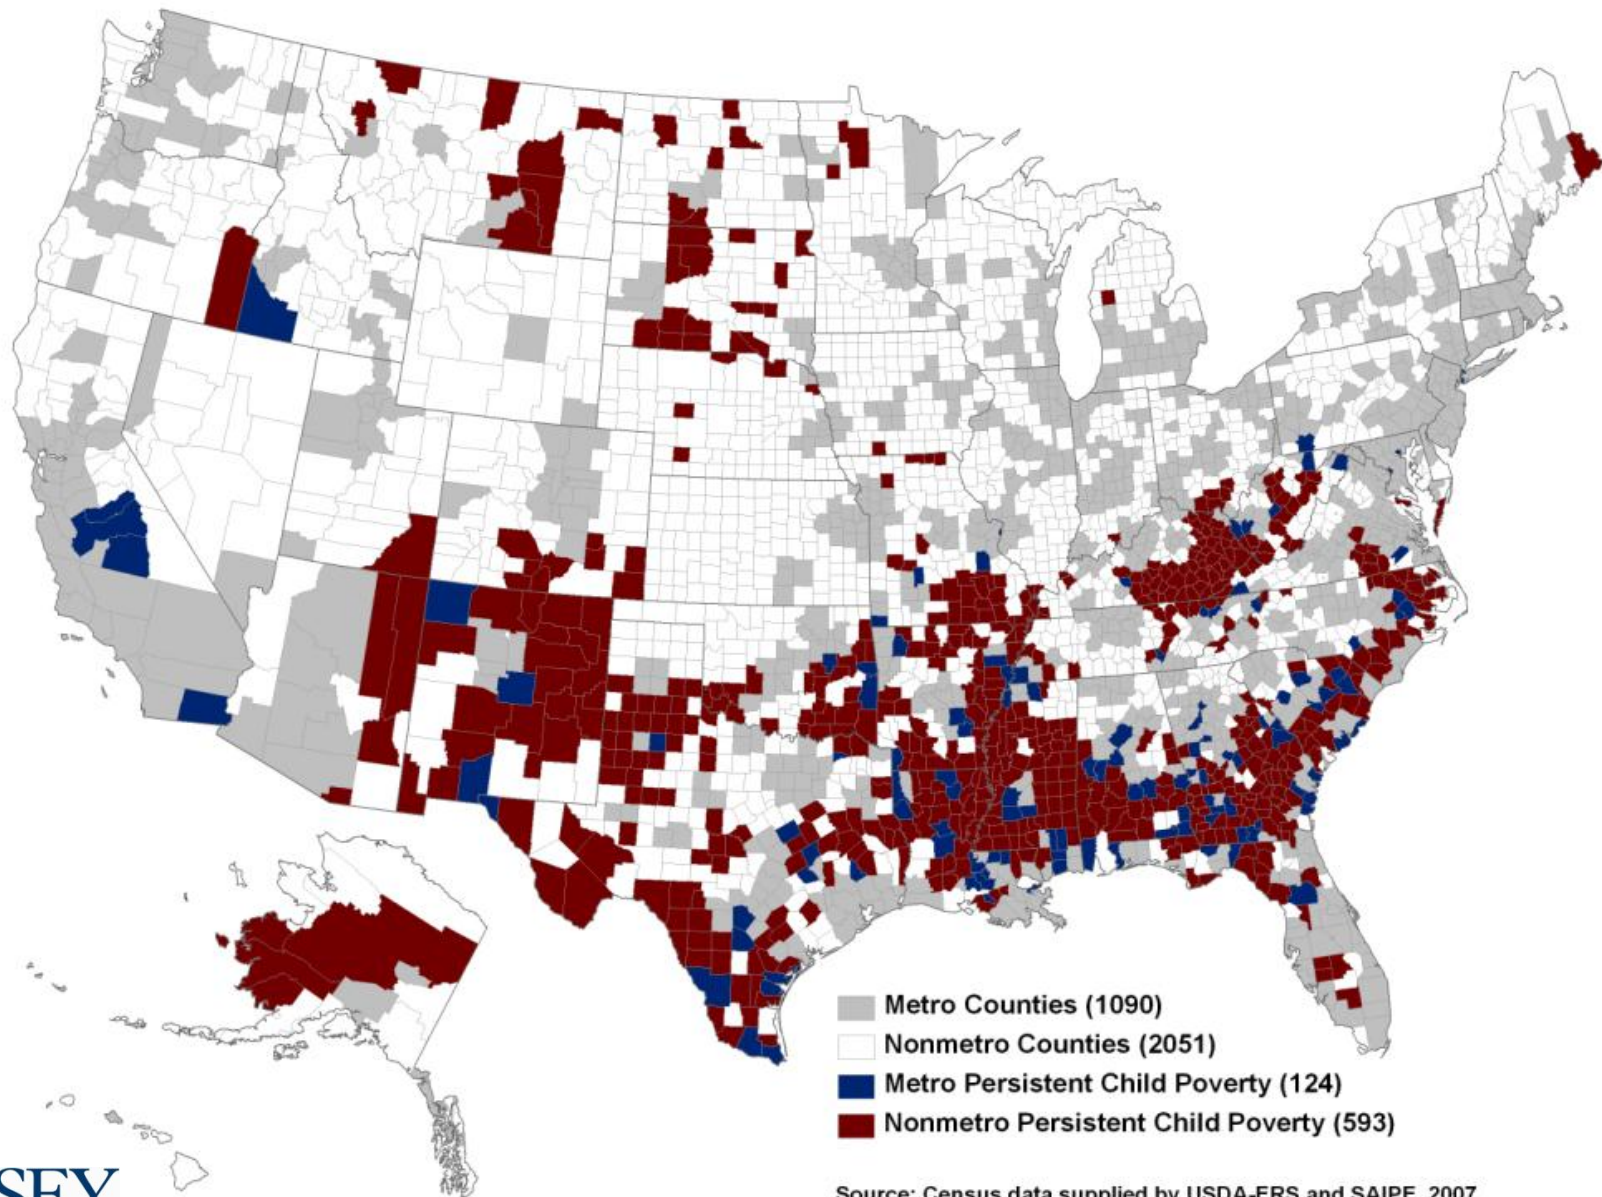 Metro Counties (1090)
Nonmetro Counties (2051)
Metro Persistent Child Poverty (124)
Nonmetro Persistent Child Poverty (593)
Source: Census data supplied by USDA-ERS and SAIPE, 2007